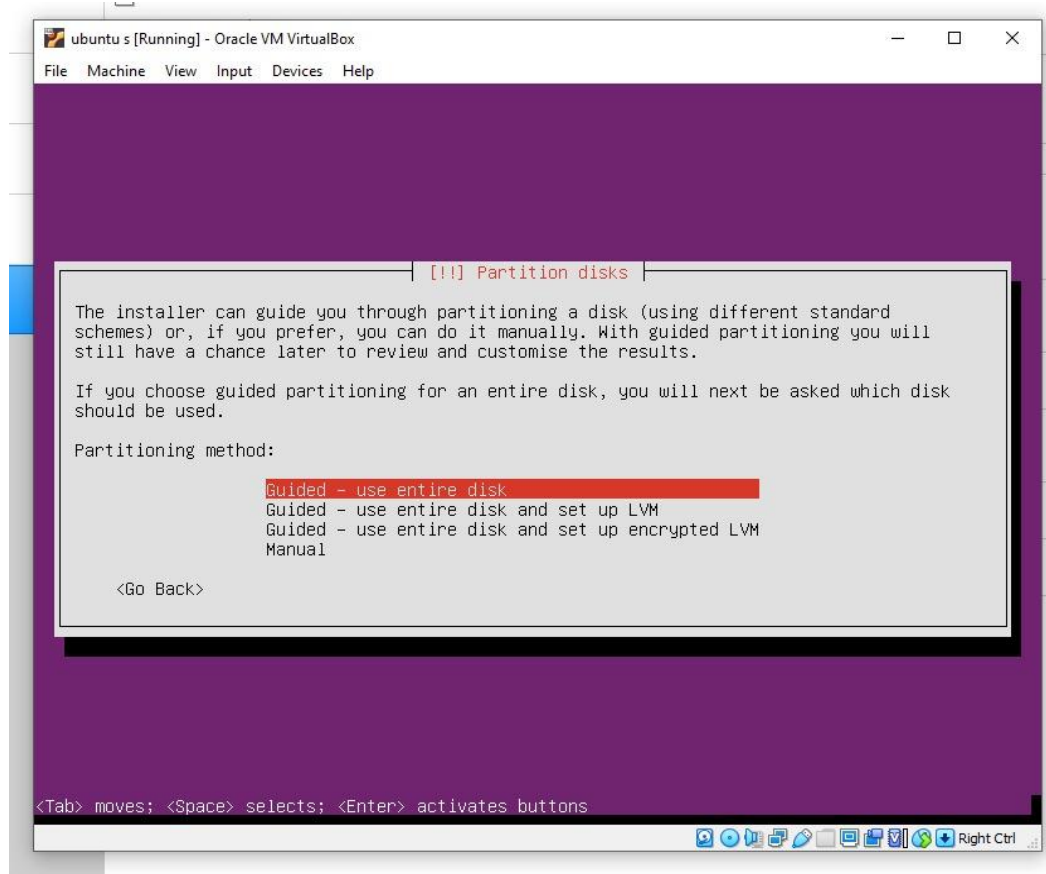 ubuntu s [Running] - Oracle VM VirtualBox
File Machine View Input Devices Help
[!!] Partition disks
The installer can guide you through partitioning a disk (using different standard
schemes) or, if you prefer, you can do it manually. With guided partitioning you will
still have a chance later to review and customise the results.
If you choose guided partitioning for an entire disk, you will next be asked which disk
should be used.
Partitioning method:
Guided – use entire disk
Guided – use entire disk and set up LVM
Guided – use entire disk and set up encrypted LVM
Manual
<Go Back>
<Tab> moves; <Space> selects; <Enter> activates buttons
Right Ctrl